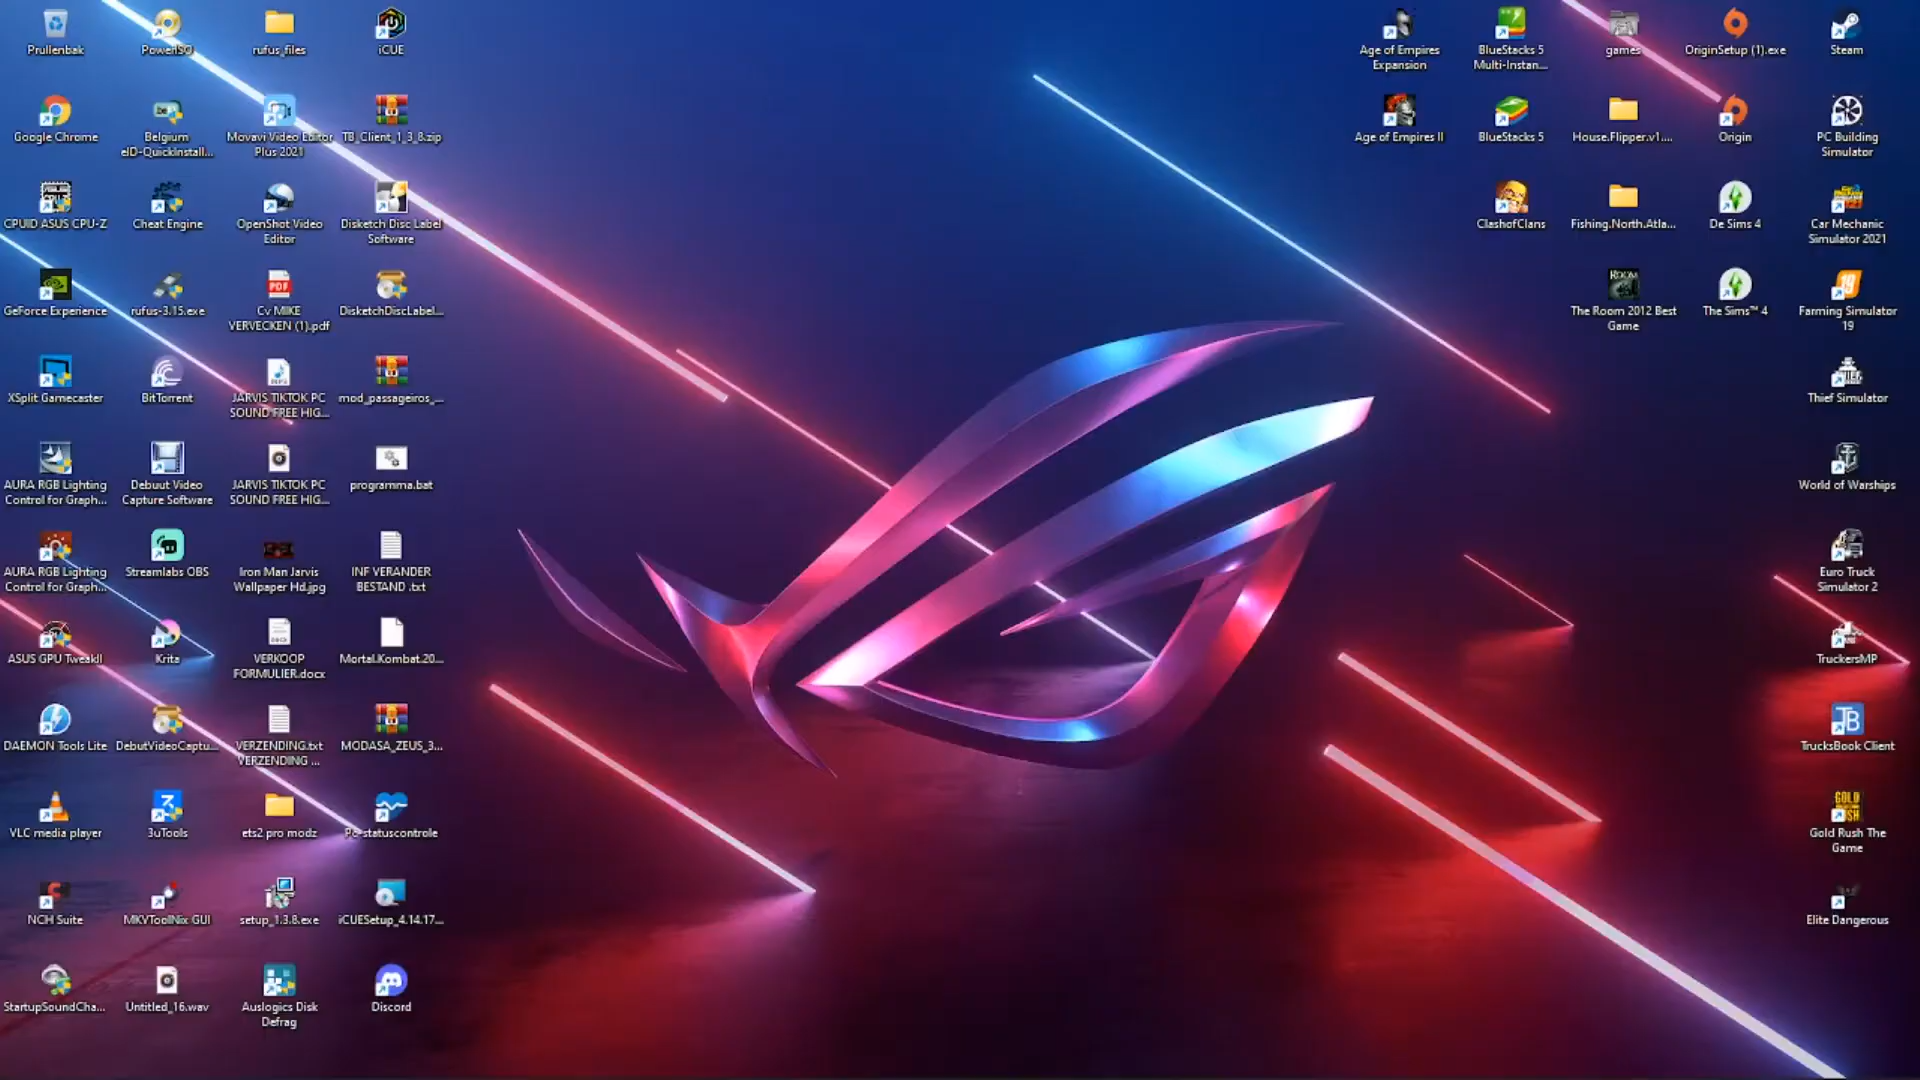 Prullenbak
PowerISO
rufus_files
iCUE
Google Chrome
Belgium
eID-QuickInstall...
Movavi Video Editor
Plus 2021
TB_Client_1_3_8.zip
CPUID ASUS CPU-Z
Cheat Engine
OpenShot Video
Editor
Disketch Disc Label
Software
GeForce Experience
rufus-3.15.exe
PDF
Cv MIKE
VERVECKEN (1).pdf
DisketchDiscLabel...
XSplit Gamecaster
BitTorrent
JARVIS TIKTOK PC
SOUND FREE HIG...
mod_passageiros_...
AURA RGB Lighting
Control for Graph...
Debuut Video
Capture Software
JARVIS TIKTOK PC
SOUND FREE HIG...
programma.bat
AURA RGB Lighting
Control for Graph...
Streamlabs OBS
Iron Man Jarvis
Wallpaper Hd.jpg
INF VERANDER
BESTAND .txt
ASUS GPU TweakII
Krita
VERKOOP
FORMULIER.docx
Mortal.Kombat.20...
DAEMON Tools Lite
DebutVideoCaptu...
VERZENDING.txt
VERZENDING ...
MODASA_ZEUS_3...
VLC media player
3uTools
ets2 pro modz
Pc-statuscontrole
NCH Suite
MKVToolNix GUI
setup_1.3.8.exe
iCUESetup_4.14.17...
StartupSoundCha...
Untitled_16.wav
Auslogics Disk
Defrag
Discord
Age of Empires
Expansion
BlueStacks 5
Multi-Instan...
games
OriginSetup (1).exe
Steam
Age of Empires II
BlueStacks 5
House.Flipper.v1....
Origin
PC Building
Simulator
ClashofClans
Fishing.North.Atla...
De Sims 4
Car Mechanic
Simulator 2021
ROOM
The Room 2012 Best
Game
The Sims™ 4
19
Farming Simulator
19
Thief Simulator
World of Warships
Euro Truck
Simulator 2
TruckersMP
TB
TrucksBook Client
GOLD
Gold Rush The
Game
Elite Dangerous